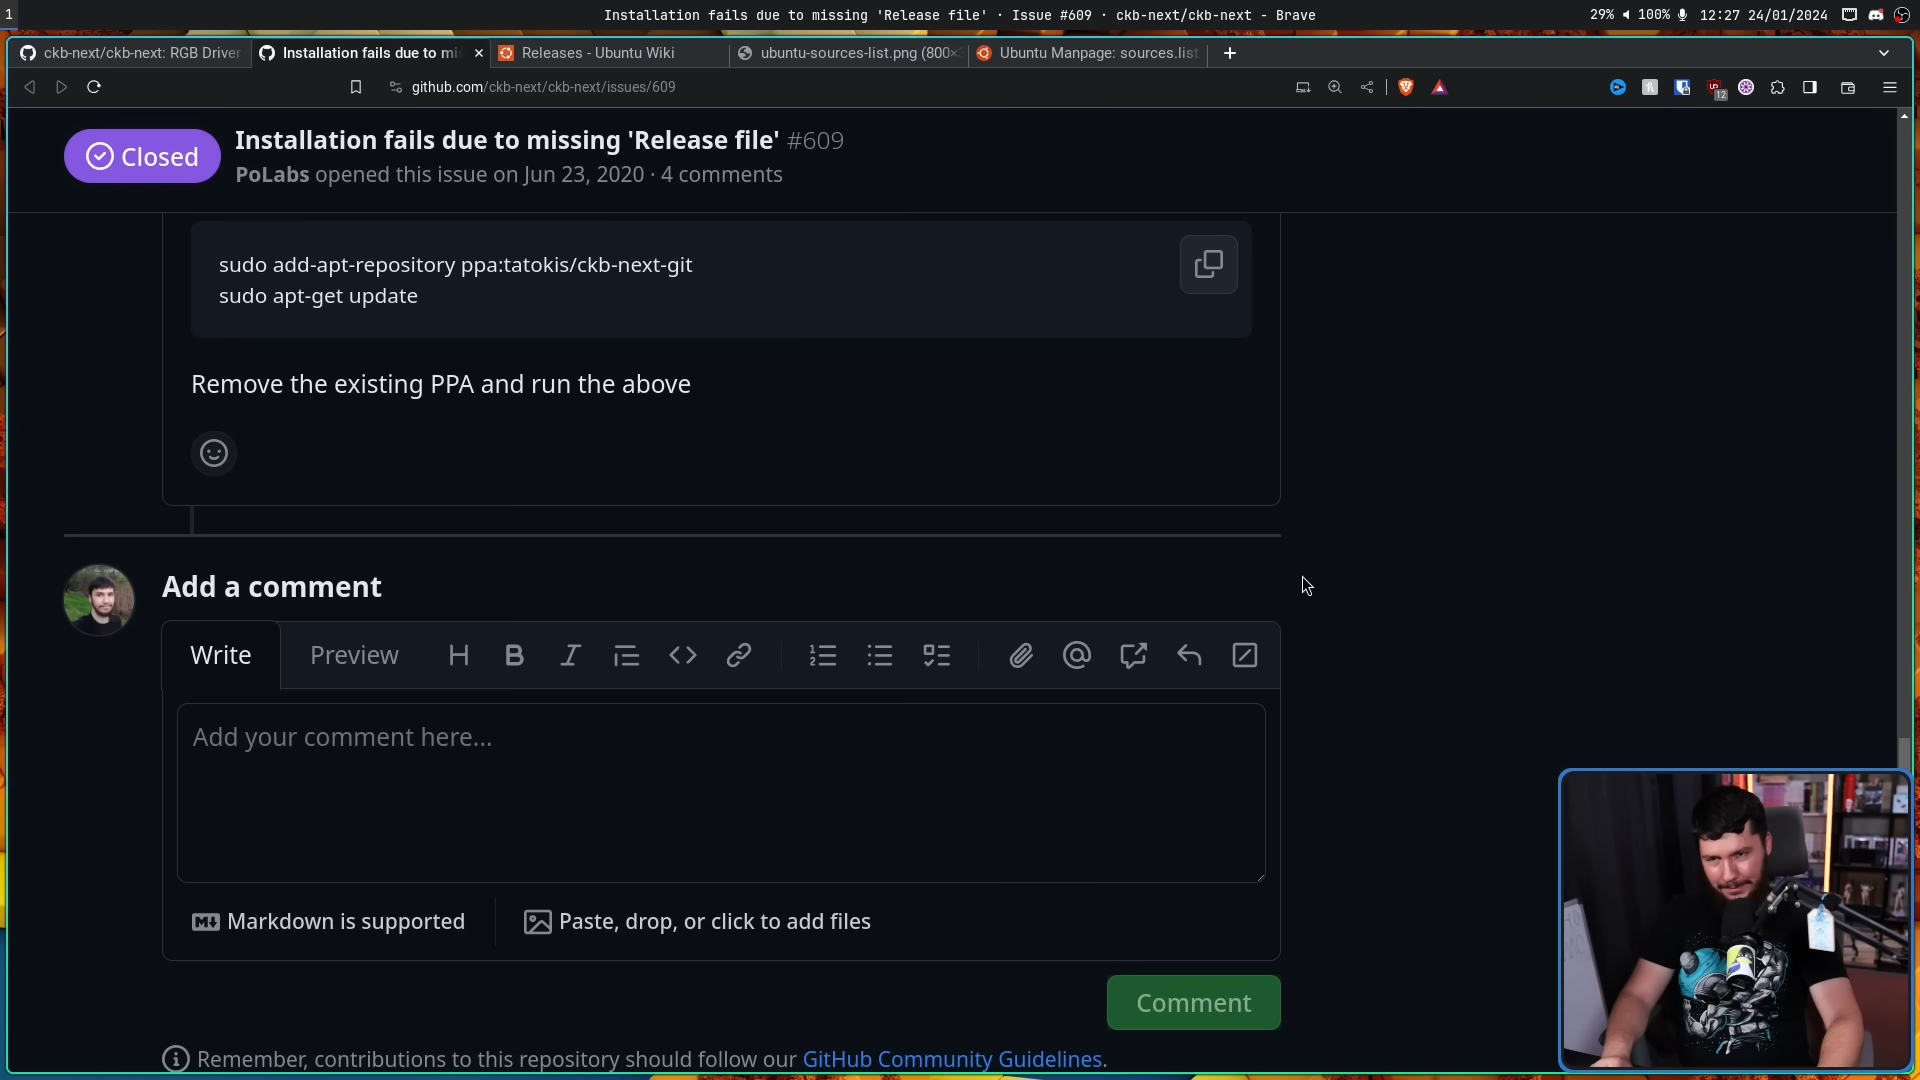 1
Installation fails due to missing 'Release file' · Issue #609 · ckb-next/ckb-next - Brave
29% 100% 12:27 24/01/2024
ckb-next/ckb-next: RGB Driver
Installation fails due to mi
Releases - Ubuntu Wiki
ubuntu-sources-list.png (800×
Ubuntu Manpage: sources.list
github.com/ckb-next/ckb-next/issues/609
12
Closed
Installation fails due to missing 'Release file' #609
PoLabs opened this issue on Jun 23, 2020 · 4 comments
sudo add-apt-repository ppa:tatokis/ckb-next-git
sudo apt-get update
Remove the existing PPA and run the above
Add a comment
Write
Preview
Add your comment here...
Markdown is supported
Paste, drop, or click to add files
Comment
Remember, contributions to this repository should follow our GitHub Community Guidelines.